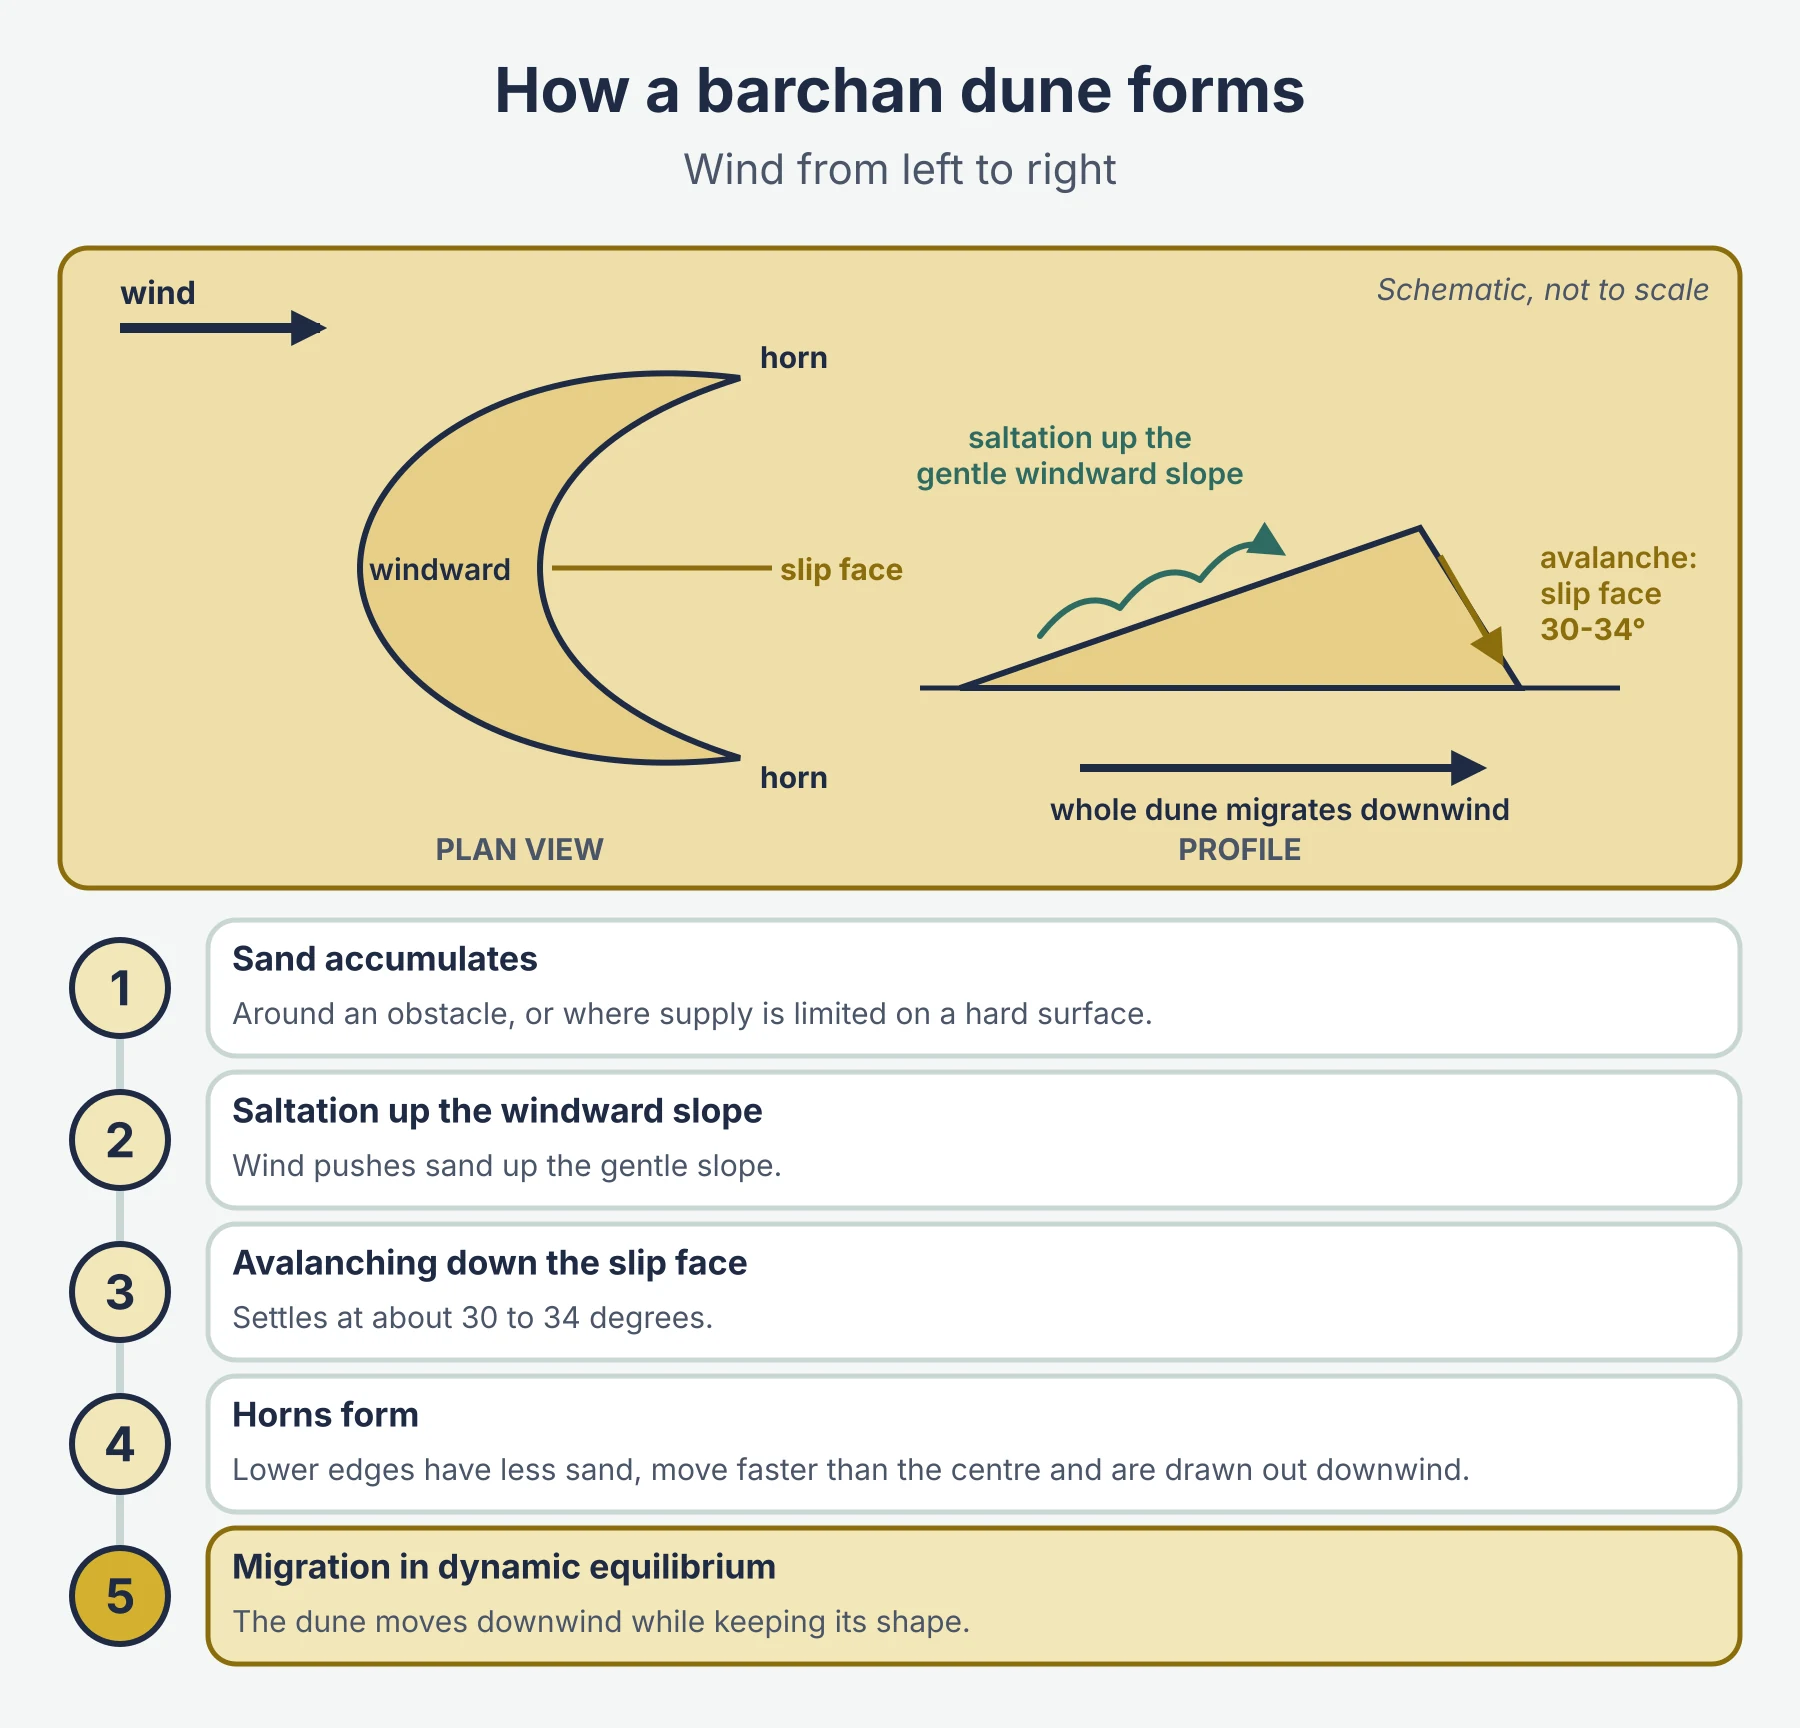 How a barchan dune forms
Wind from left to right
wind
Schematic, not to scale
horn
windward
slip face
horn
PLAN VIEW
saltation up the
gentle windward slope
avalanche:
slip face
30-34°
whole dune migrates downwind
PROFILE
1
Sand accumulates
Around an obstacle, or where supply is limited on a hard surface.
2
Saltation up the windward slope
Wind pushes sand up the gentle slope.
3
Avalanching down the slip face
Settles at about 30 to 34 degrees.
4
Horns form
Lower edges have less sand, move faster than the centre and are drawn out downwind.
5
Migration in dynamic equilibrium
The dune moves downwind while keeping its shape.